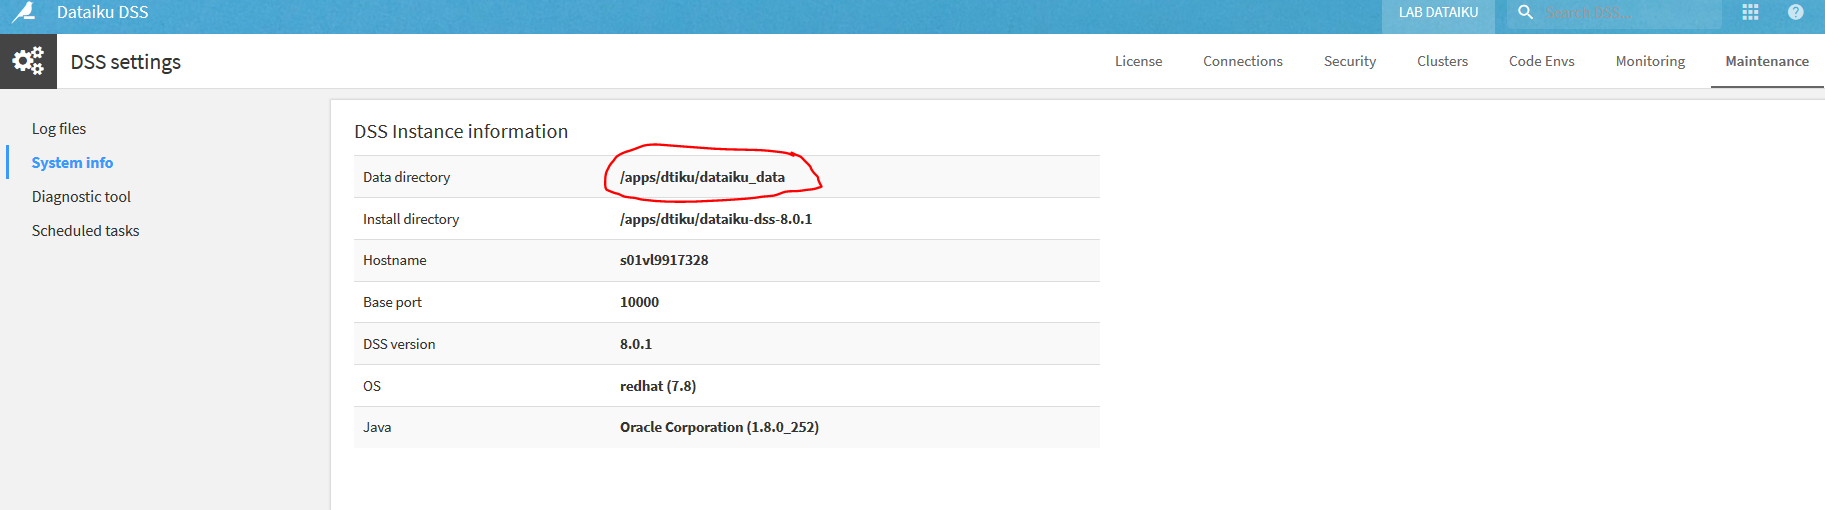 Dataiku DSS LAB DATAIKU Search DSS... ?
DSS settings License Connections Security Clusters Code Envs Monitoring Maintenance
Log files
System info
Diagnostic tool
Scheduled tasks
DSS Instance information
Data directory /apps/dtiku/dataiku_data
Install directory /apps/dtiku/dataiku-dss-8.0.1
Hostname s01vl9917328
Base port 10000
DSS version 8.0.1
OS redhat (7.8)
Java Oracle Corporation (1.8.0_252)